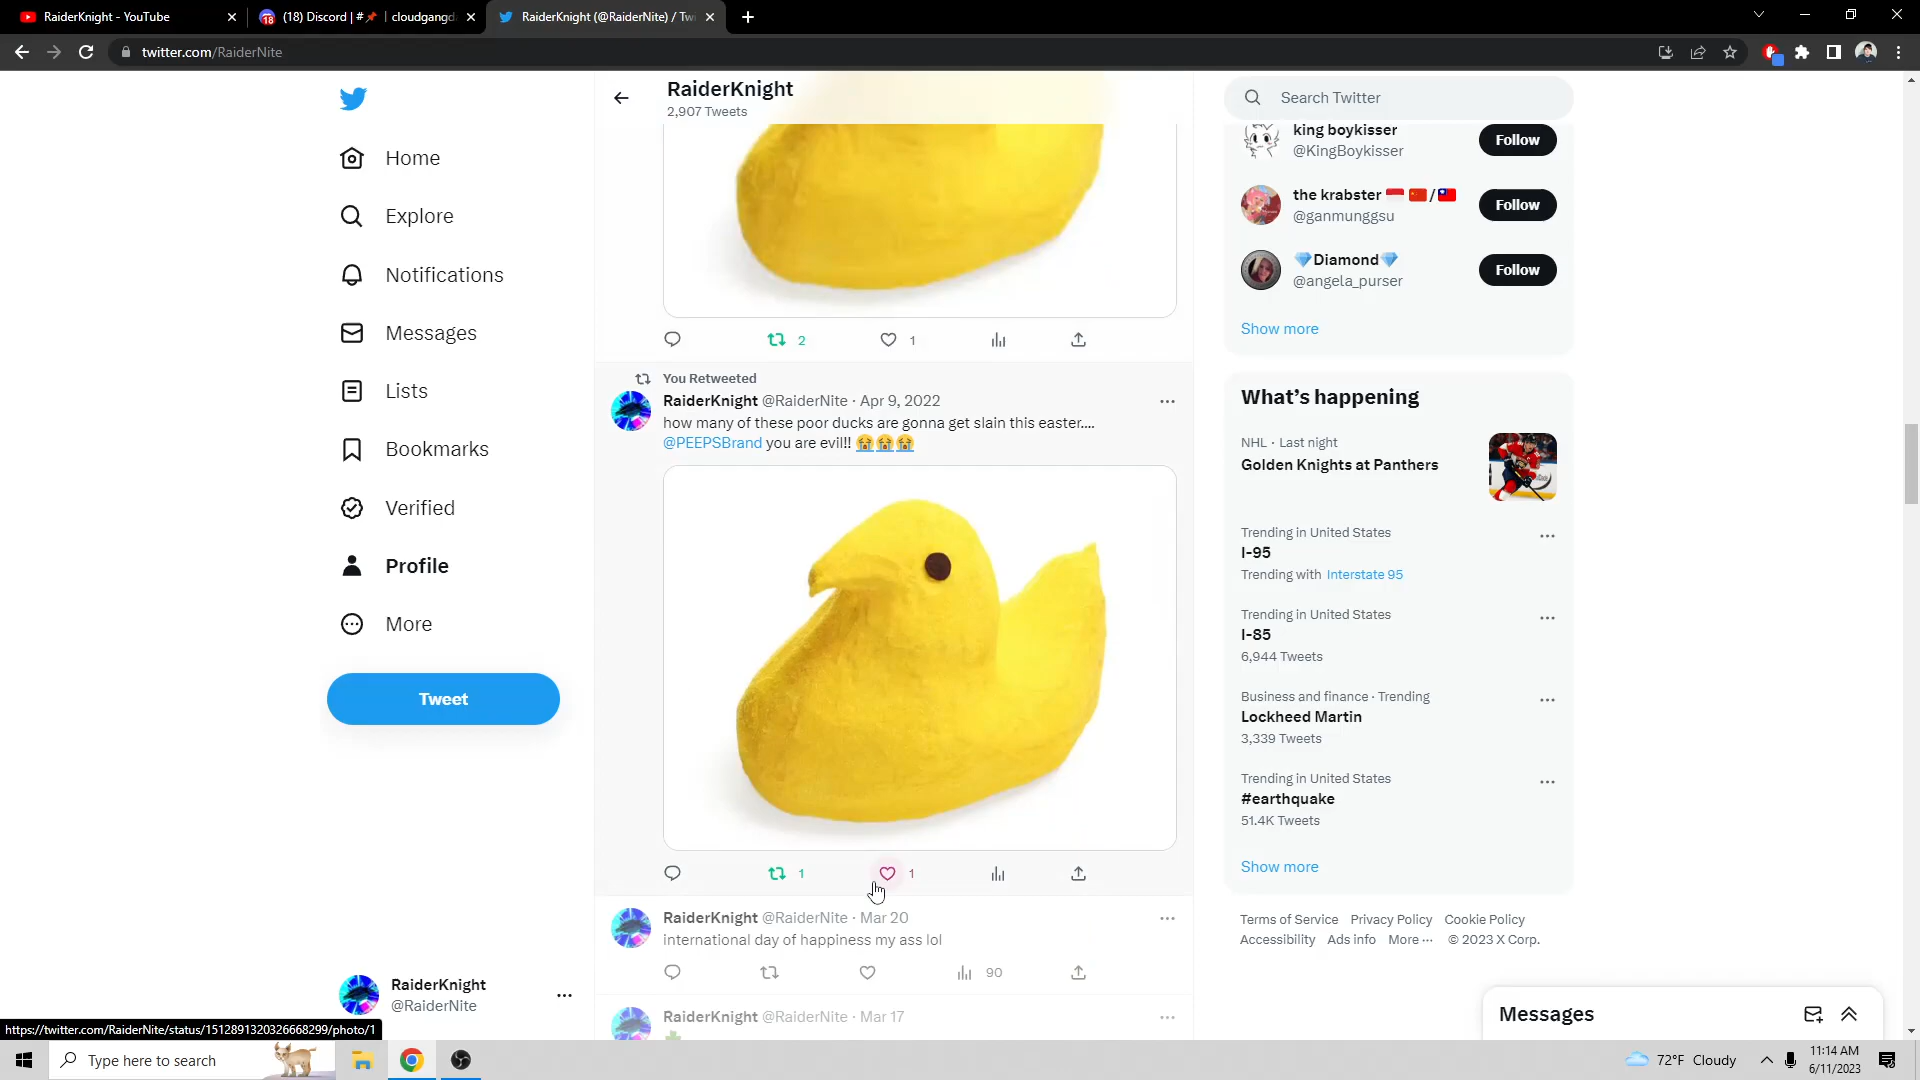 RaiderKnight - YouTube
(18) Discord | #📌 | cloudgangd
RaiderKnight (@RaiderNite) / Twi
twitter.com/RaiderNite
Home
Explore
Notifications
Messages
Lists
Bookmarks
Verified
Profile
More
Tweet
RaiderKnight
@RaiderNite
https://twitter.com/RaiderNite/status/1512891320326668299/photo/1
RaiderKnight
2,907 Tweets
2
1
You Retweeted
RaiderKnight @RaiderNite · Apr 9, 2022
how many of these poor ducks are gonna get slain this easter....
@PEEPSBrand you are evil!! 😭😭😭
1
1
RaiderKnight @RaiderNite · Mar 20
international day of happiness my ass lol
90
RaiderKnight @RaiderNite · Mar 17
Search Twitter
king boykisser
@KingBoykisser
Follow
the krabster 🇮🇩 🇨🇳/🇹🇼
@ganmunggsu
Follow
💎Diamond💎
@angela_purser
Follow
Show more
What's happening
NHL · Last night
Golden Knights at Panthers
Trending in United States
I-95
Trending with Interstate 95
Trending in United States
I-85
6,944 Tweets
Business and finance · Trending
Lockheed Martin
3,339 Tweets
Trending in United States
#earthquake
51.4K Tweets
Show more
Terms of Service Privacy Policy Cookie Policy
Accessibility Ads info More ··· © 2023 X Corp.
Messages
Type here to search
72°F Cloudy
11:14 AM
6/11/2023